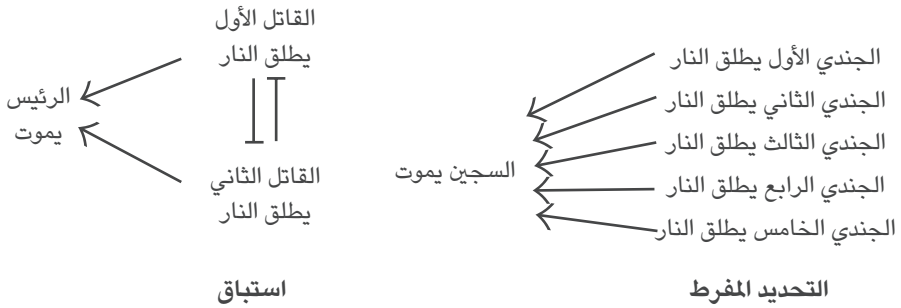 الجندي الأول يطلق النار
الجندي الثاني يطلق النار
الجندي الثالث يطلق النار
الجندي الرابع يطلق النار
الجندي الخامس يطلق النار
السجين يموت
التحديد المفرط
القاتل الأول
يطلق النار
الرئيس
يموت
القاتل الثاني
يطلق النار
استباق